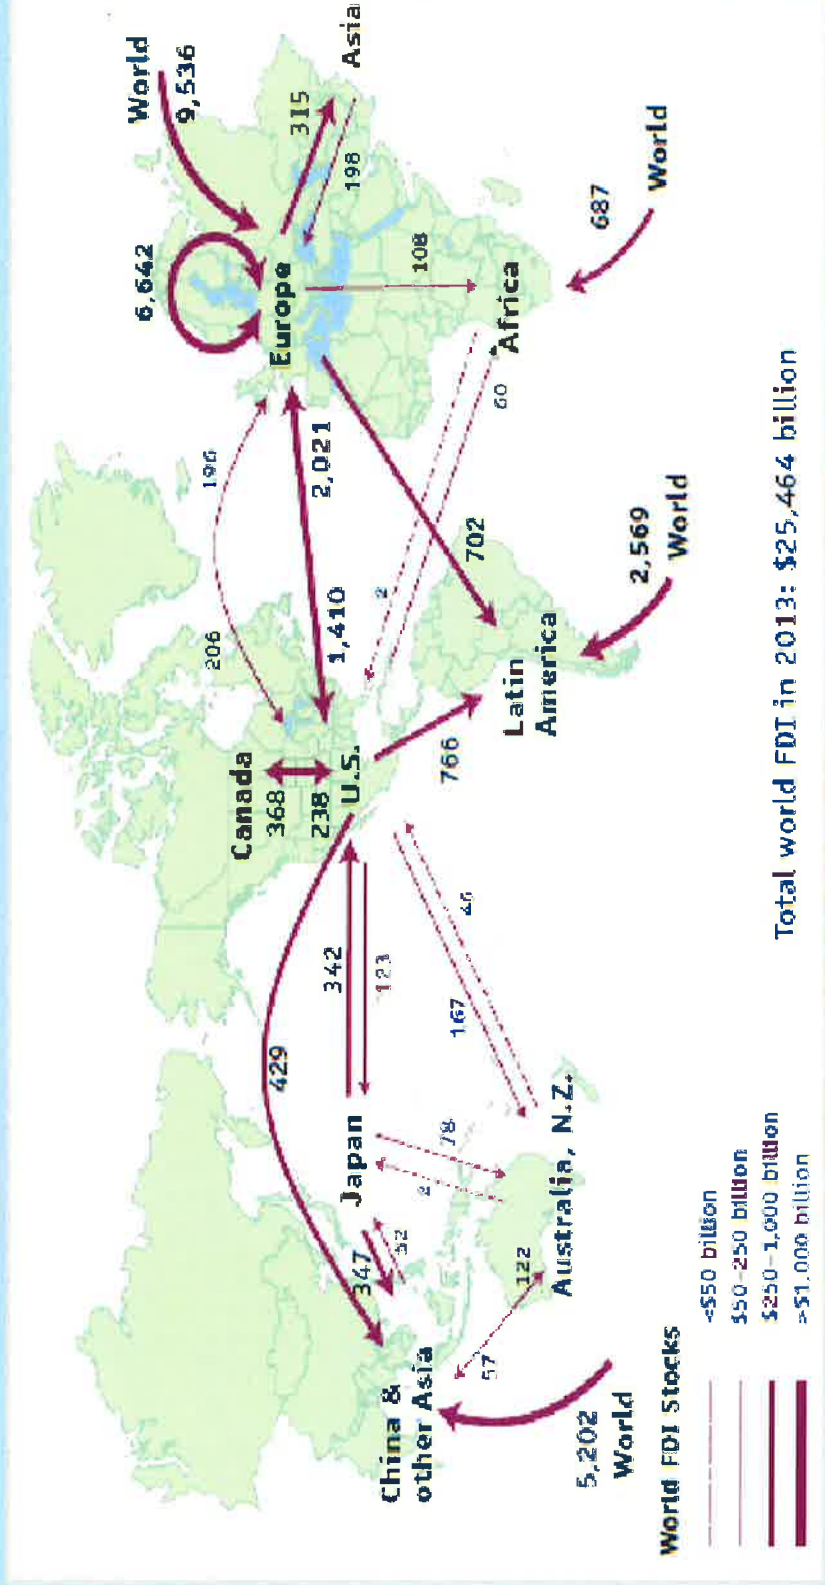 World
9,536
6,642
Europe
315
Asia
198
108
Africa
687
World
196
206
2,021
1,410
702
60
2
Canada
368
238
U.S.
766
Latin
America
2,569
World
429
342
123
Japan
347
52
2
78
167
46
Australia, N.Z.
122
57
China &
other Asia
5,202
World
World FDI Stocks
<$50 billion
$50–250 billion
$250–1,000 billion
>$1,000 billion
Total world FDI in 2013: $25,464 billion